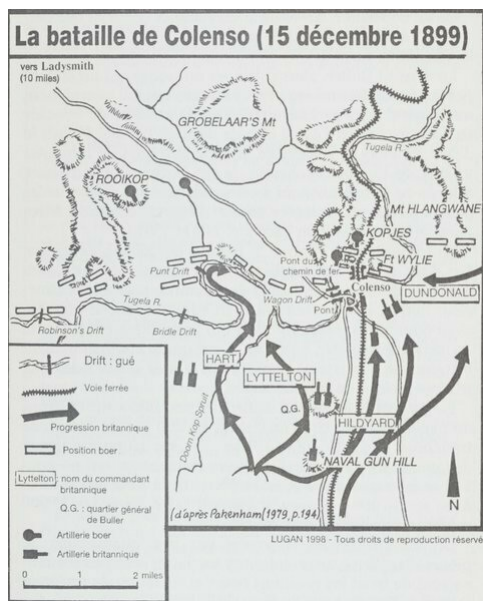 La bataille de Colenso (15 décembre 1899)
vers Ladysmith
(10 miles)
GROBELAAR'S Mt
Tugela R.
ROOIKOP
Mt HLANGWANE
KOPJES
Pont du
chemin de fer
Ft WYLIE
Punt Drift
Colenso
DUNDONALD
Wagon Drift
Pont
Tugela R.
Robinson's Drift
Bridle Drift
HART
LYTTELTON
Q.G.
HILDYARD
Doorn Kop Spruit
NAVAL GUN HILL
Drift : gué
Voie ferrée
Progression britannique
Position boer
Lyttelton : nom du commandant
britannique
Q.G. : quartier général
de Buller
Artillerie boer
Artillerie britannique
0 1 2 miles
(d'après Pakenham (1979, p.194)
N
LUGAN 1998 - Tous droits de reproduction réservé